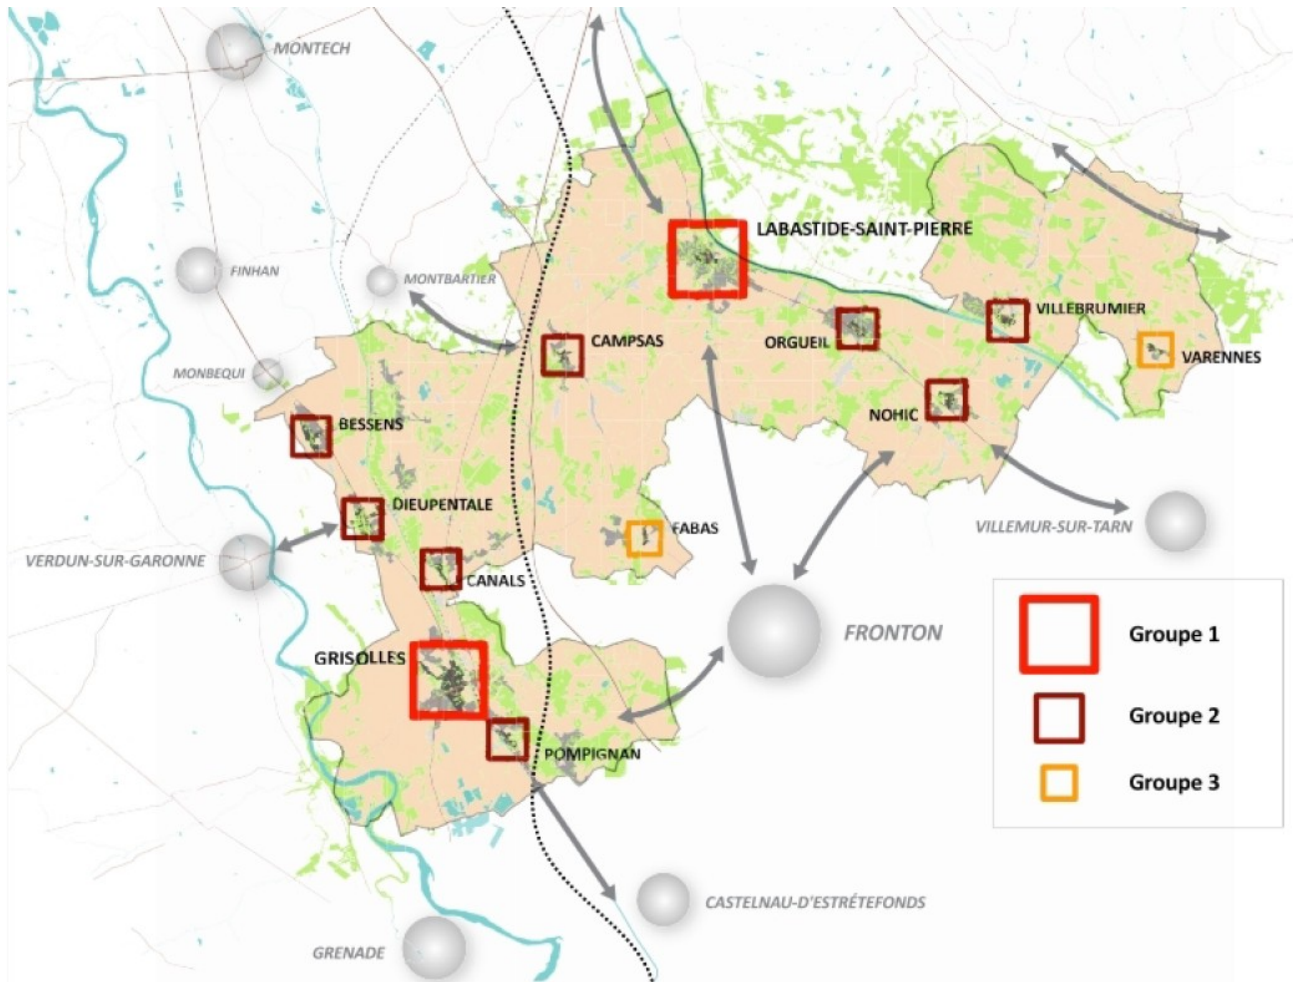 MONTECH
LABASTIDE-SAINT-PIERRE
FINHAN
MONTBARTIER
VILLEBRUMIER
CAMPSAS
ORGUEIL
VARENNES
MONBEQUI
NOHIC
BESSENS
DIEUPENTALE
FABAS
VILLEMUR-SUR-TARN
VERDUN-SUR-GARONNE
CANALS
FRONTON
GRISOLLES
POMPIGNAN
Groupe 1
Groupe 2
Groupe 3
CASTELNAU-D'ESTRÉTEFONDS
GRENADE